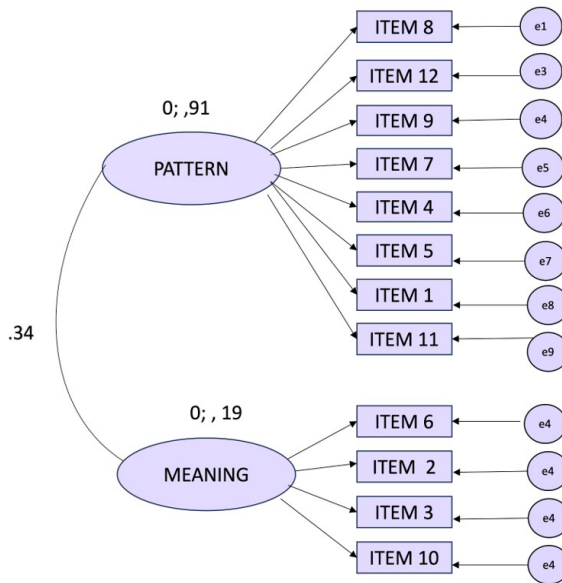 ITEM 8 e1
ITEM 12 e3
0; ,91
ITEM 9 e4
PATTERN
ITEM 7 e5
ITEM 4 e6
ITEM 5 e7
ITEM 1 e8
.34
ITEM 11 e9
0; , 19
ITEM 6 e4
MEANING
ITEM 2 e4
ITEM 3 e4
ITEM 10 e4